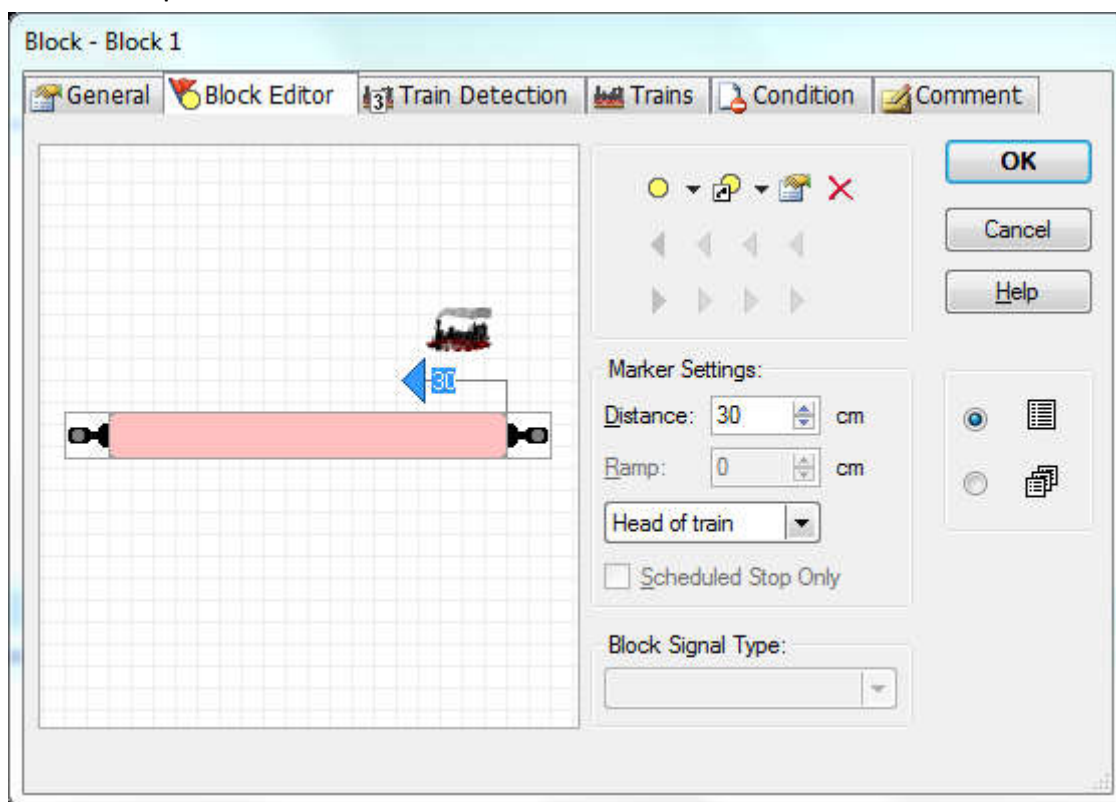 Block - Block 1
General Block Editor 3 Train Detection Trains Condition Comment
OK
Cancel
Help
30
Marker Settings:
Distance: 30 cm
Ramp: 0 cm
Head of train
Scheduled Stop Only
Block Signal Type: